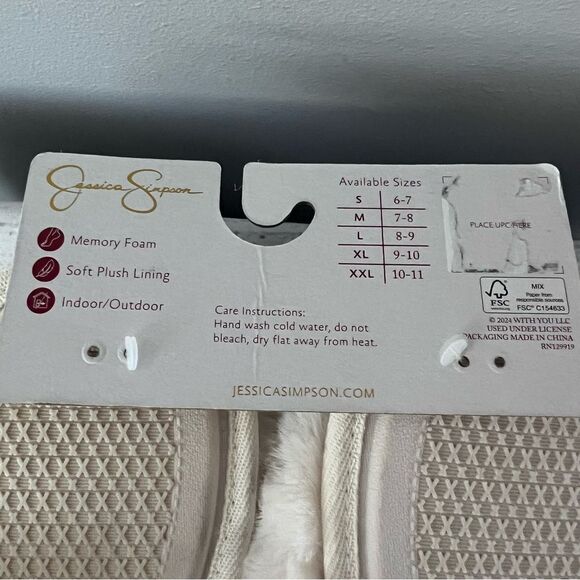 Jessica Simpson
Memory Foam
Soft Plush Lining
Indoor/Outdoor
Available Sizes
S 6-7
M 7-8
L 8-9
XL 9-10
XXL 10-11
Care Instructions:
Hand wash cold water, do not
bleach, dry flat away from heat.
PLACE UPC HERE
FSC
MIX
Paper from
responsible sources
FSC® C154633
© 2024 WITH YOU LLC
USED UNDER LICENSE
PACKAGING MADE IN CHINA
RN129919
JESSICASIMPSON.COM